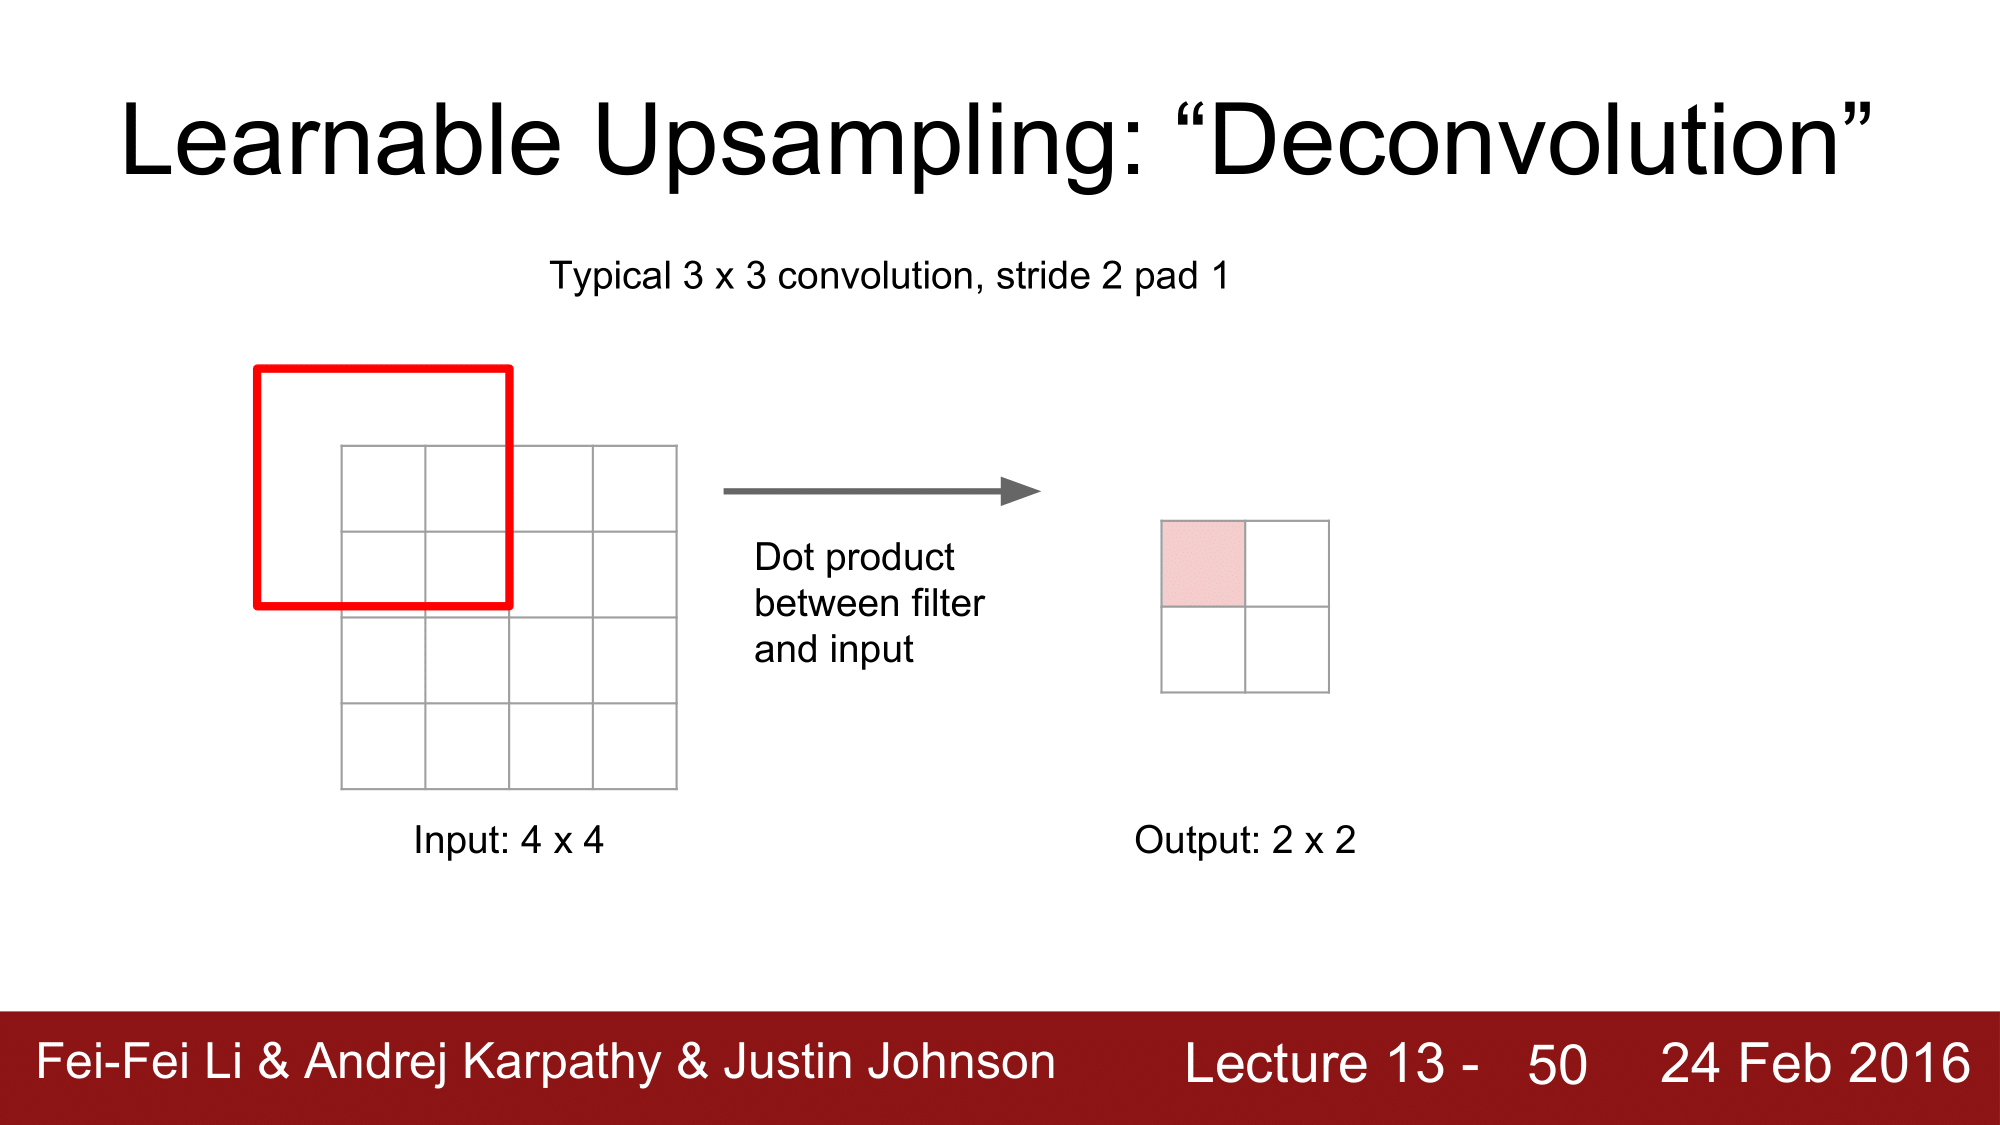 Learnable Upsampling: “Deconvolution”
Typical 3 x 3 convolution, stride 2 pad 1
Dot product
between filter
and input
Input: 4 x 4
Output: 2 x 2
Fei-Fei Li & Andrej Karpathy & Justin Johnson
Lecture 13 - 50
24 Feb 2016